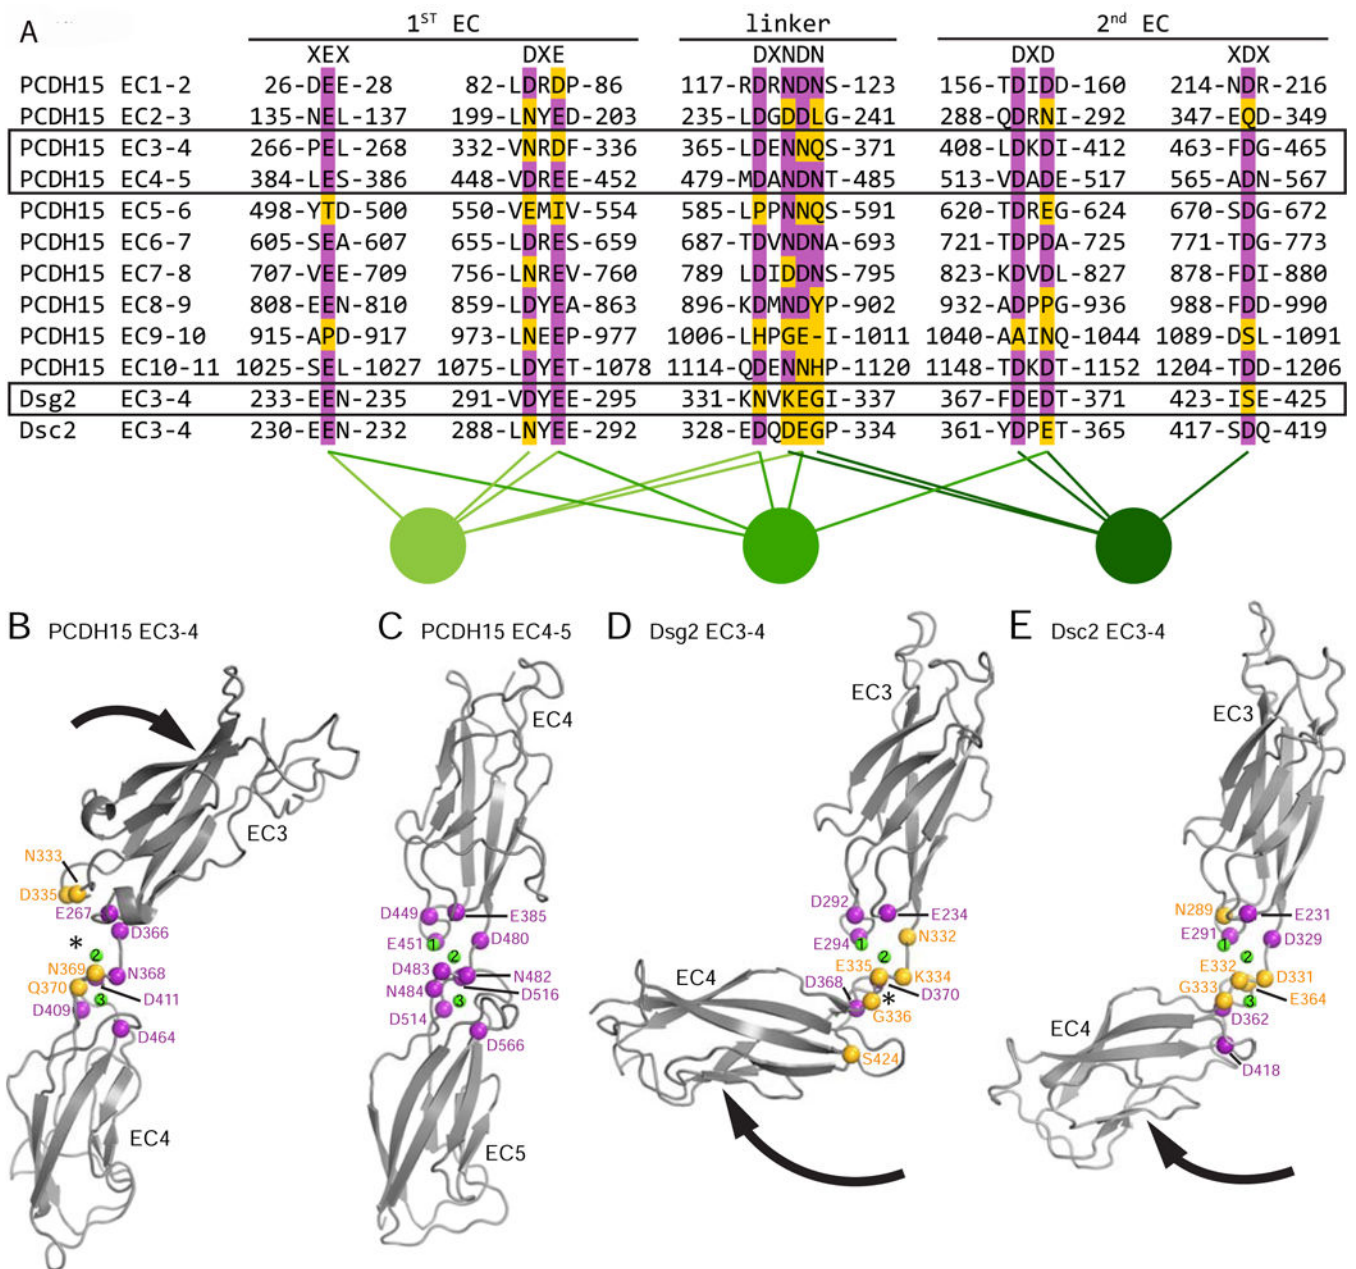 A
1ST EC linker 2nd EC
XEX DXE DXNDN DXD XDX
PCDH15 EC1-2 26-DEE-28 82-LDRDP-86 117-RDRNDNS-123 156-TDIDD-160 214-NDR-216
PCDH15 EC2-3 135-NEL-137 199-LNYED-203 235-LDGDDLG-241 288-QDRNI-292 347-EQD-349
PCDH15 EC3-4 266-PEL-268 332-VNRDF-336 365-LDENNQS-371 408-LDKDI-412 463-FDG-465
PCDH15 EC4-5 384-LES-386 448-VDREE-452 479-MDANDNT-485 513-VDADE-517 565-ADN-567
PCDH15 EC5-6 498-YTD-500 550-VEMIV-554 585-LPPNNQS-591 620-TDREG-624 670-SDG-672
PCDH15 EC6-7 605-SEA-607 655-LDRES-659 687-TDVNDNA-693 721-TDPDA-725 771-TDG-773
PCDH15 EC7-8 707-VEE-709 756-LNREV-760 789 LDIDDNS-795 823-KDVDL-827 878-FDI-880
PCDH15 EC8-9 808-EEN-810 859-LDYEA-863 896-KDMNDYP-902 932-ADPPG-936 988-FDD-990
PCDH15 EC9-10 915-APD-917 973-LNEEP-977 1006-LHPGE-I-1011 1040-AAINQ-1044 1089-DSL-1091
PCDH15 EC10-11 1025-SEL-1027 1075-LDYET-1078 1114-QDENNHP-1120 1148-TDKDT-1152 1204-TDD-1206
Dsg2 EC3-4 233-EEN-235 291-VDYEE-295 331-KNVKEGI-337 367-FDEDT-371 423-ISE-425
Dsc2 EC3-4 230-EEN-232 288-LNYEE-292 328-EDQDEGP-334 361-YDPET-365 417-SDQ-419
B PCDH15 EC3-4
EC3
N333
D335
E267
D366
*
2
N369
N368
Q370
D411
3
D409
D464
EC4
C PCDH15 EC4-5
EC4
D449
E385
E451
1
D480
2
D483
N482
N484
D516
3
D514
D566
EC5
D Dsg2 EC3-4
EC3
D292
E234
E294
1
N332
E335
K334
EC4
D368
D370
*
G336
S424
E Dsc2 EC3-4
EC3
N289
E231
E291
1
D329
2
E332
D331
G333
3
E364
EC4
D362
D418